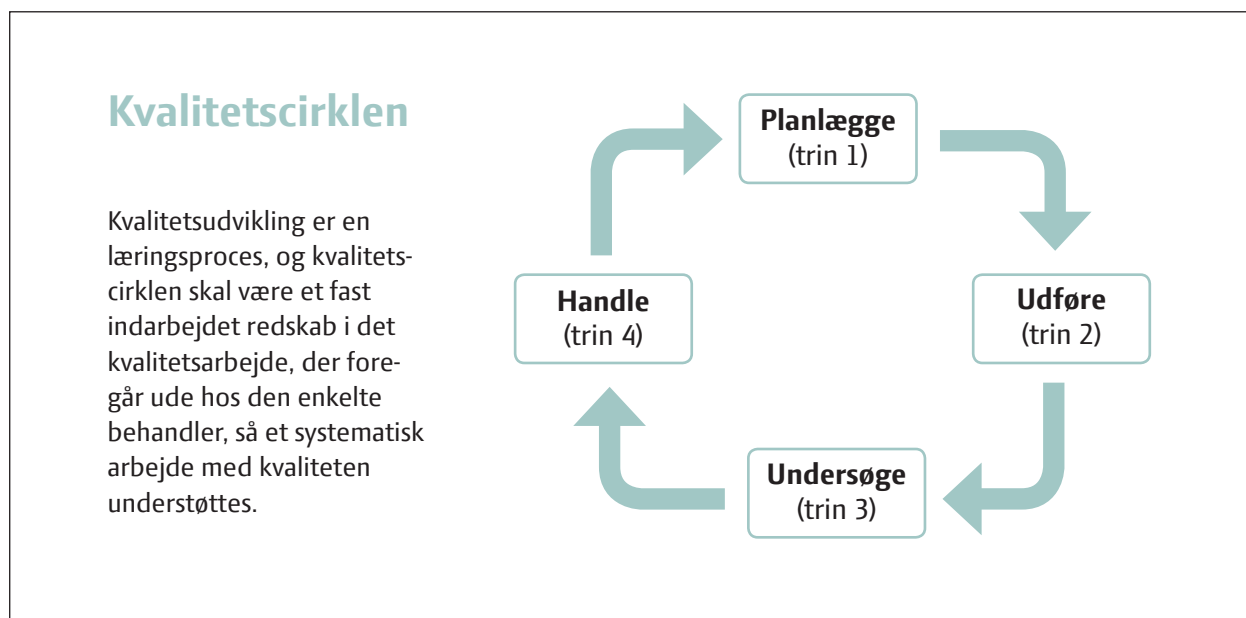 Kvalitetscirklen
Kvalitetsudvikling er en
læringsproces, og kvalitets-
cirklen skal være et fast
indarbejdet redskab i det
kvalitetsarbejde, der fore-
går ude hos den enkelte
behandler, så et systematisk
arbejde med kvaliteten
understøttes.
Planlægge
(trin 1)
Udføre
(trin 2)
Undersøge
(trin 3)
Handle
(trin 4)